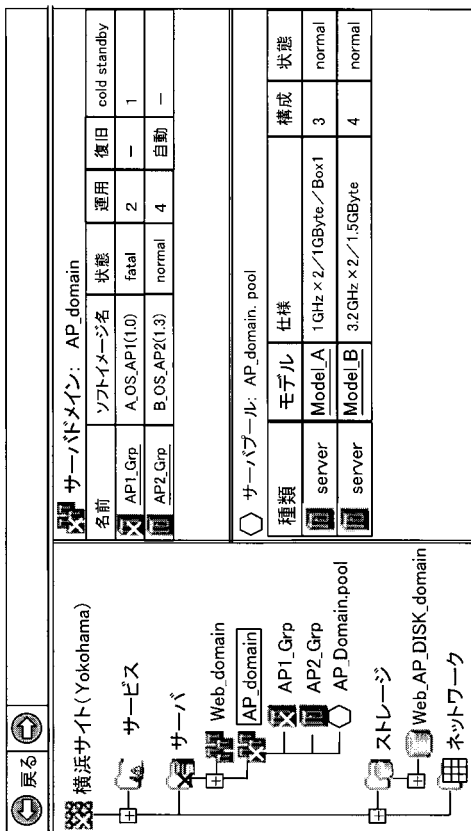 戻る
横浜サイト(Yokohama)
サービス
サーバ
Web_domain
AP_domain
AP1_Grp
AP2_Grp
AP_Domain.pool
ストレージ
Web_AP_DISK_domain
ネットワーク
サーバドメイン: AP_domain
名前 ソフトイメージ名 状態 運用 復旧 cold standby
AP1_Grp A_OS_AP1(1.0) fatal 2 − 1
AP2_Grp B_OS_AP2(1.3) normal 4 自動 −
サーバプール: AP_domain. pool
種類 モデル 仕様 構成 状態
server Model_A 1GHz×2/1GByte/Box1 3 normal
server Model_B 3.2GHz×2/1.5GByte 4 normal